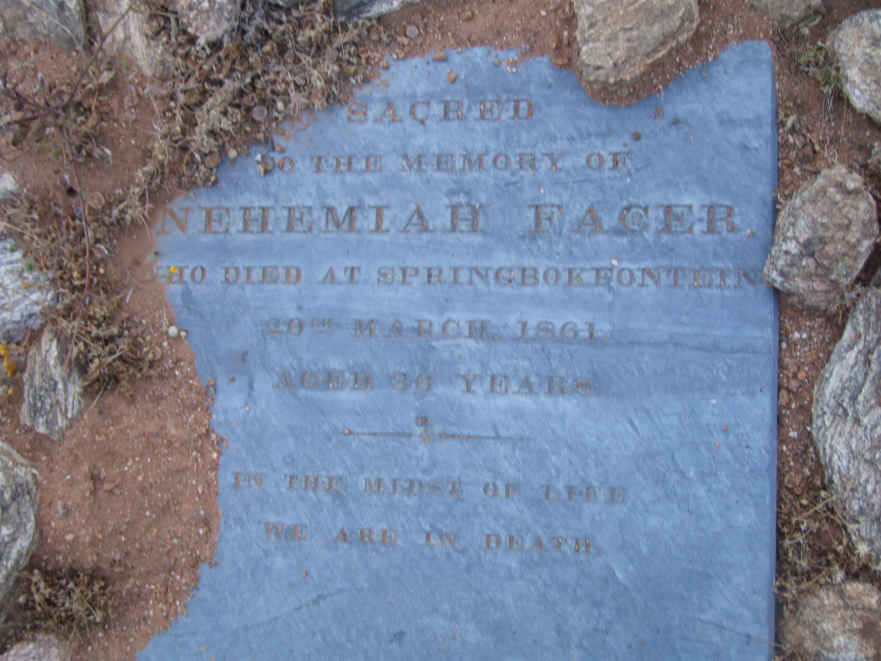 SACRED
TO THE MEMORY OF
NEHEMIAH FAGER,
WHO DIED AT SPRINGBOKFONTEIN
20TH MARCH, 1861.
AGED YEARS
IN THE MIDST OF LIFE
WE ARE IN DEATH.